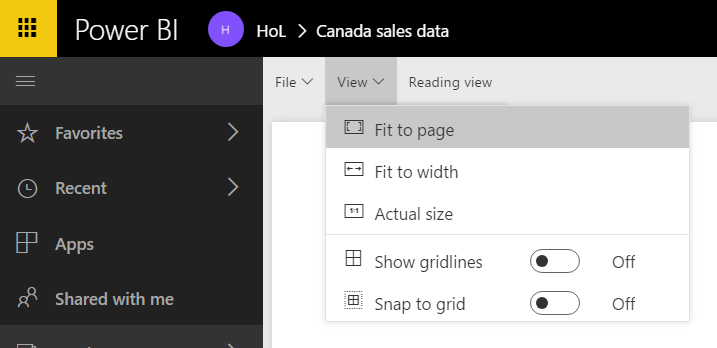 Power BI H HoL > Canada sales data
File View Reading view
Favorites
Recent
Apps
Shared with me
Fit to page
Fit to width
1:1 Actual size
Show gridlines Off
Snap to grid Off